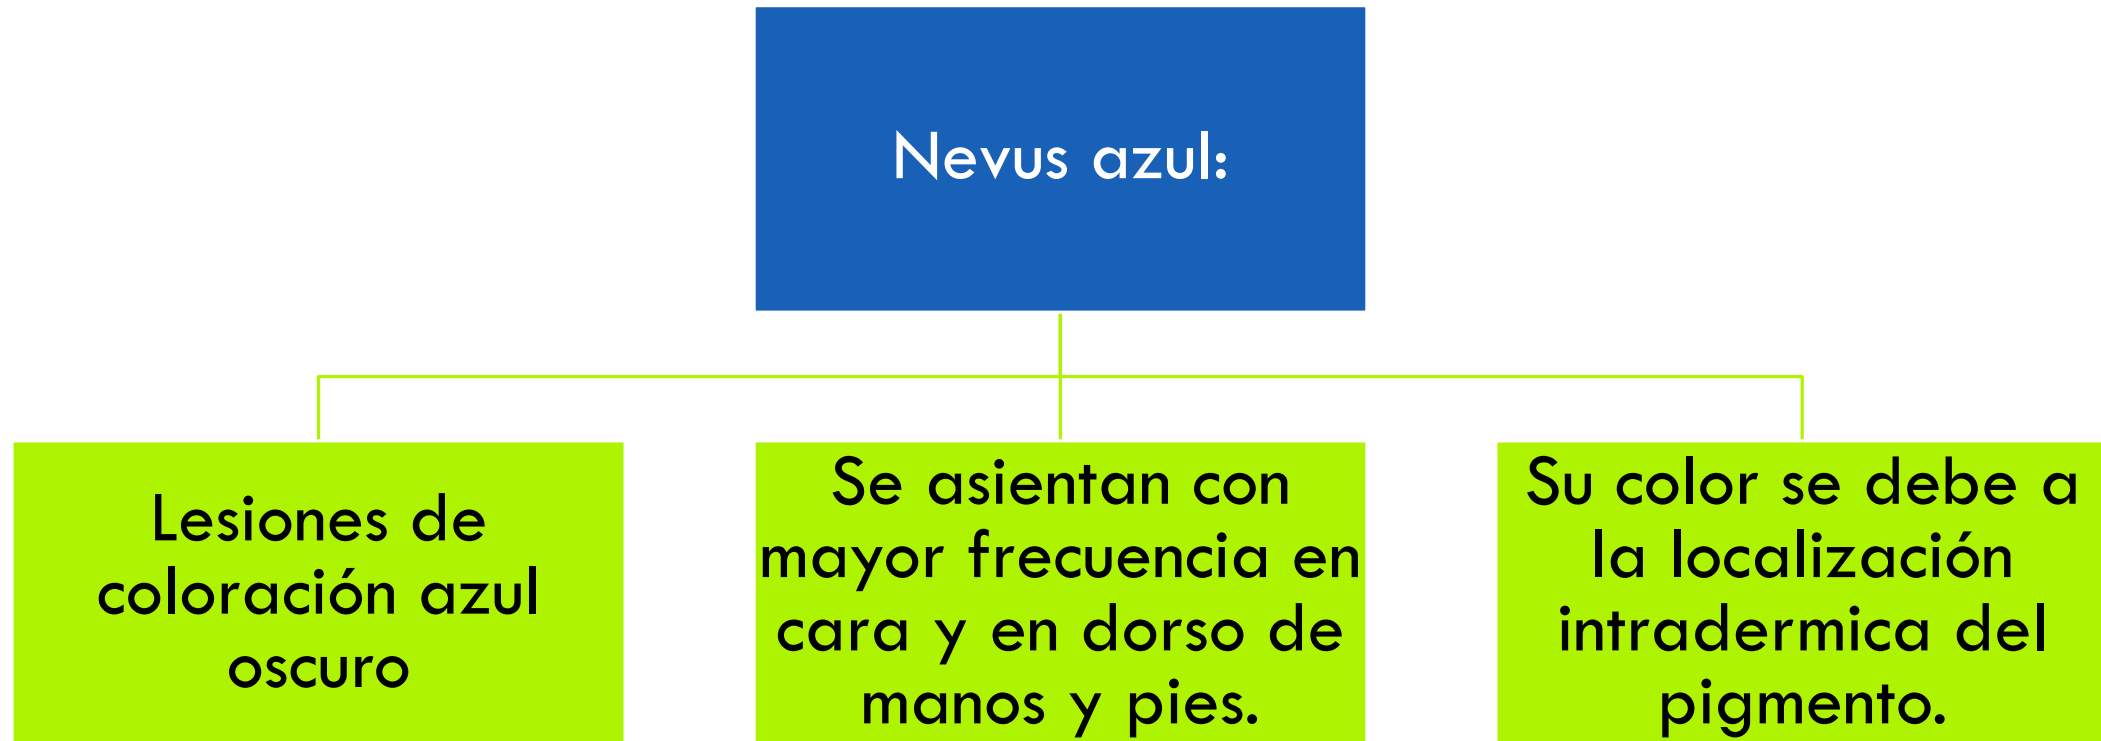 Nevus azul:
Lesiones de
coloración azul
oscuro
Se asientan con
mayor frecuencia en
cara y en dorso de
manos y pies.
Su color se debe a
la localización
intradermica del
pigmento.